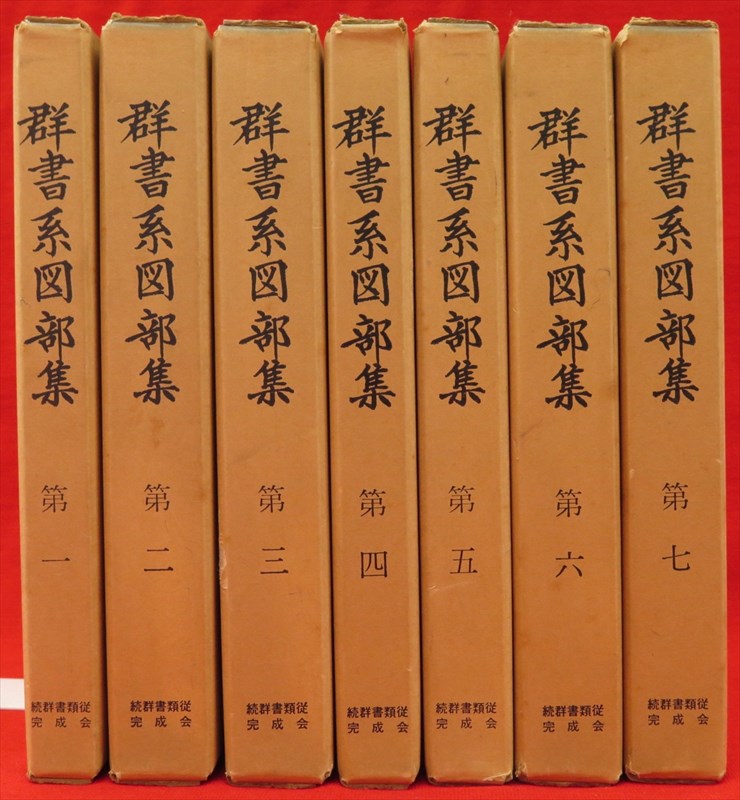 群書系図部集
第一
続群書類従
完成会
群書系図部集
第二
続群書類従
完成会
群書系図部集
第三
続群書類従
完成会
群書系図部集
第四
続群書類従
完成会
群書系図部集
第五
続群書類従
完成会
群書系図部集
第六
続群書類従
完成会
群書系図部集
第七
続群書類従
完成会